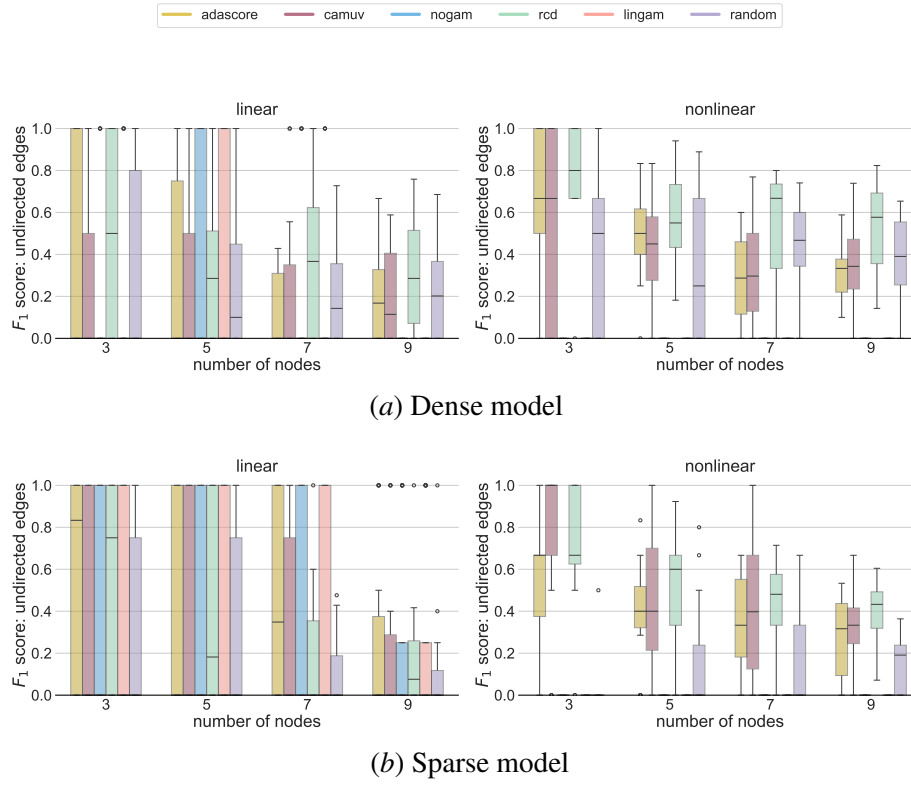 adascore camuv nogam rcd lingam random
linear
nonlinear
F₁ score: undirected edges
1.0
0.8
0.6
0.4
0.2
0.0
3 5 7 9
number of nodes
F₁ score: undirected edges
1.0
0.8
0.6
0.4
0.2
0.0
3 5 7 9
number of nodes
(a) Dense model
linear
nonlinear
F₁ score: undirected edges
1.0
0.8
0.6
0.4
0.2
0.0
3 5 7 9
number of nodes
F₁ score: undirected edges
1.0
0.8
0.6
0.4
0.2
0.0
3 5 7 9
number of nodes
(b) Sparse model